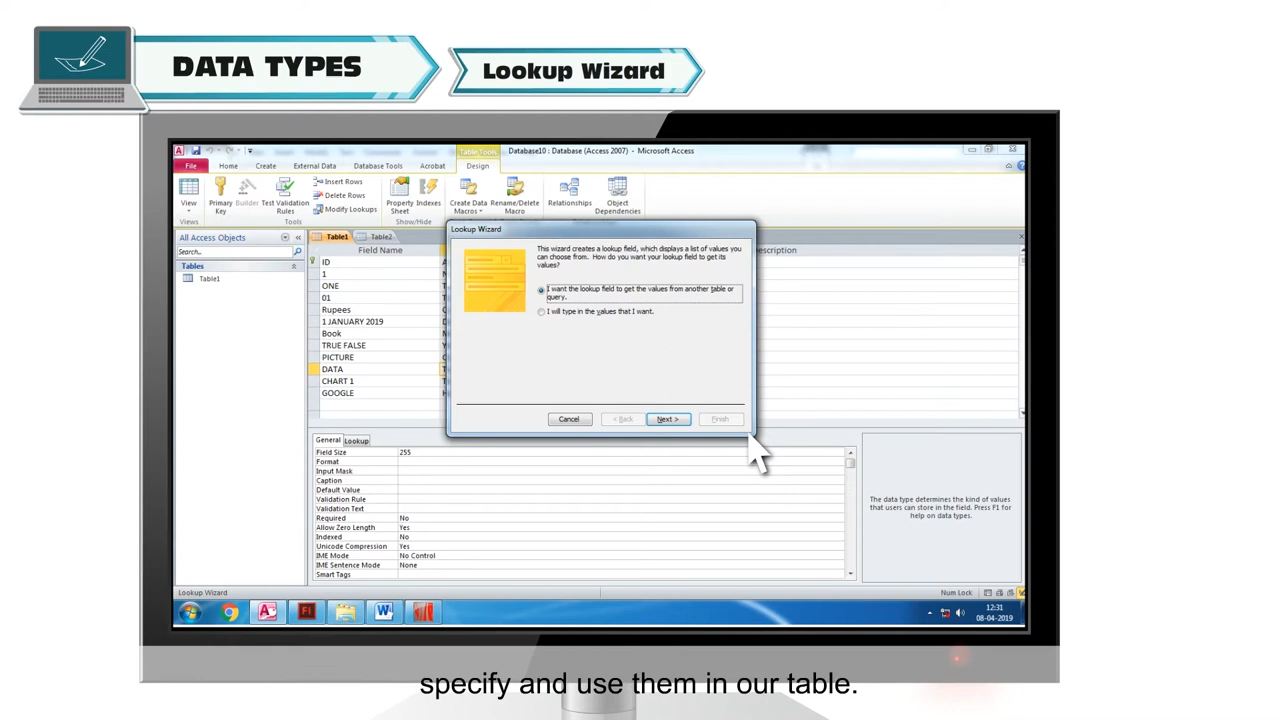 DATA TYPES
Lookup Wizard
Database10 : Database (Access 2007) - Microsoft Access
Table Tools
File Home Create External Data Database Tools Acrobat Design
View
Primary Key
Builder
Test Validation Rules
Insert Rows
Delete Rows
Modify Lookups
Property Sheet
Indexes
Create Data Macros
Rename/Delete Macro
Relationships
Object Dependencies
Views
Tools
Show/Hide
All Access Objects
Search...
Tables
Table1
Table1
Table2
Field Name
ID
1
ONE
01
Rupees
1 JANUARY 2019
Book
TRUE FALSE
PICTURE
DATA
CHART 1
GOOGLE
Lookup Wizard
This wizard creates a lookup field, which displays a list of values you
can choose from. How do you want your lookup field to get its
values?
I want the lookup field to get the values from another table or
query.
I will type in the values that I want.
Cancel
< Back
Next >
Finish
General Lookup
Field Size 255
Format
Input Mask
Caption
Default Value
Validation Rule
Validation Text
Required No
Allow Zero Length Yes
Indexed No
Unicode Compression Yes
IME Mode No Control
IME Sentence Mode None
Smart Tags
The data type determines the kind of values
that users can store in the field. Press F1 for
help on data types.
Lookup Wizard
Num Lock
12:31
08-04-2019
specify and use them in our table.